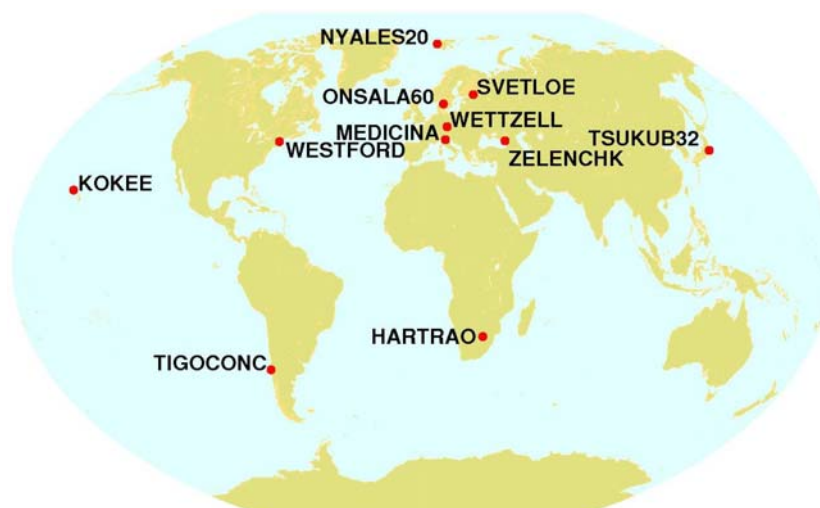 NYALES20
SVETLOE
ONSALA60
WETTZELL
MEDICINA
TSUKUB32
WESTFORD
ZELENCHK
KOKEE
HARTRAO
TIGOCONC